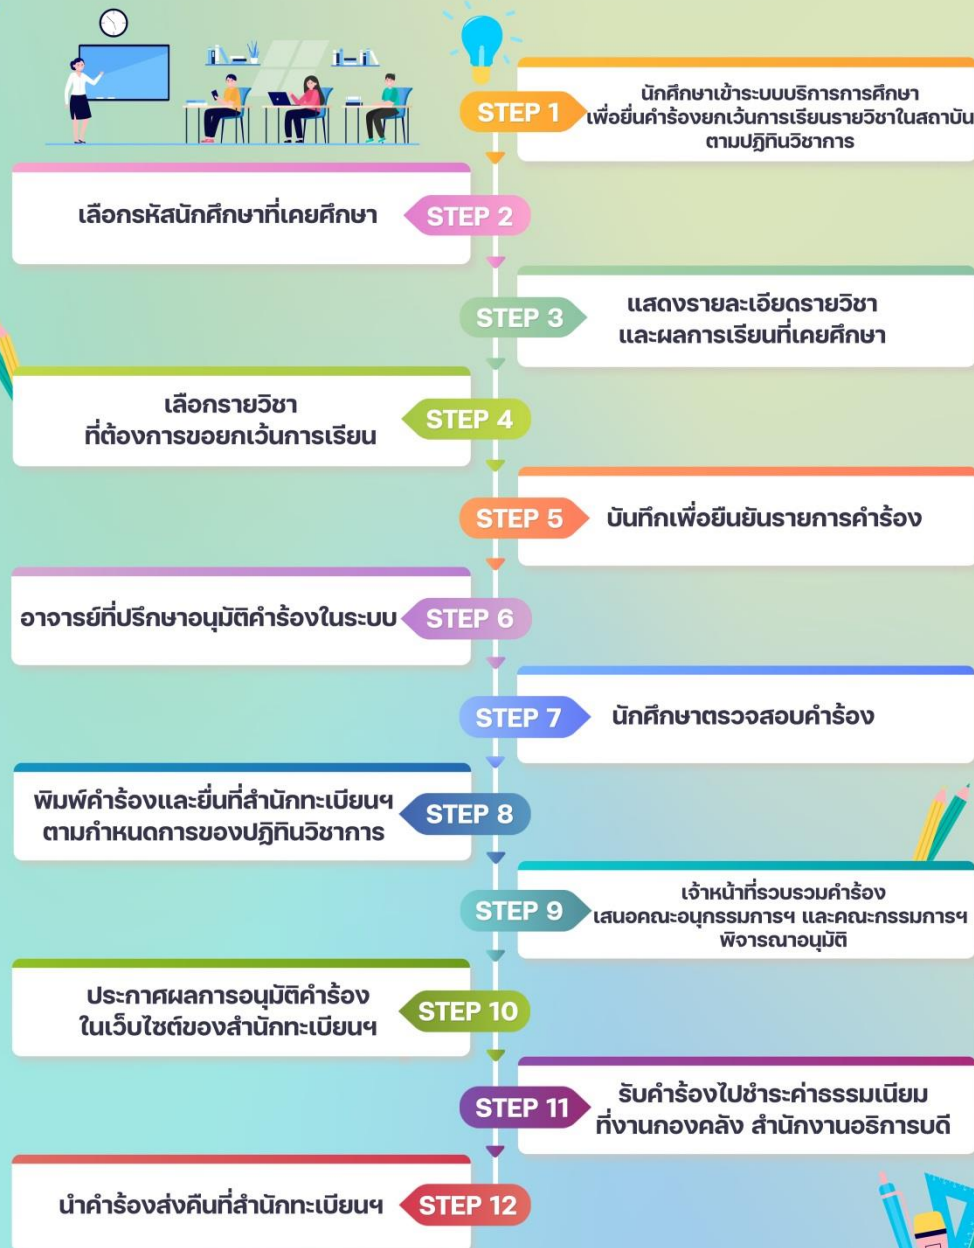 STEP 1
นักศึกษาเข้าระบบบริการการศึกษา
เพื่อยื่นคำร้องยกเว้นการเรียนรายวิชาในสถาบัน
ตามปฏิทินวิชาการ
เลือกรหัสนักศึกษาที่เคยศึกษา
STEP 2
STEP 3
แสดงรายละเอียดรายวิชา
และผลการเรียนที่เคยศึกษา
เลือกรายวิชา
ที่ต้องการขอยกเว้นการเรียน
STEP 4
STEP 5
บันทึกเพื่อยืนยันรายการคำร้อง
อาจารย์ที่ปรึกษาอนุมัติคำร้องในระบบ
STEP 6
STEP 7
นักศึกษาตรวจสอบคำร้อง
พิมพ์คำร้องและยื่นที่สำนักทะเบียนฯ
ตามกำหนดการของปฏิทินวิชาการ
STEP 8
STEP 9
เจ้าหน้าที่รวบรวมคำร้อง
เสนอคณะอนุกรรมการฯ และคณะกรรมการฯ
พิจารณาอนุมัติ
ประกาศผลการอนุมัติคำร้อง
ในเว็บไซต์ของสำนักทะเบียนฯ
STEP 10
STEP 11
รับคำร้องไปชำระค่าธรรมเนียม
ที่งานกองคลัง สำนักงานอธิการบดี
นำคำร้องส่งคืนที่สำนักทะเบียนฯ
STEP 12